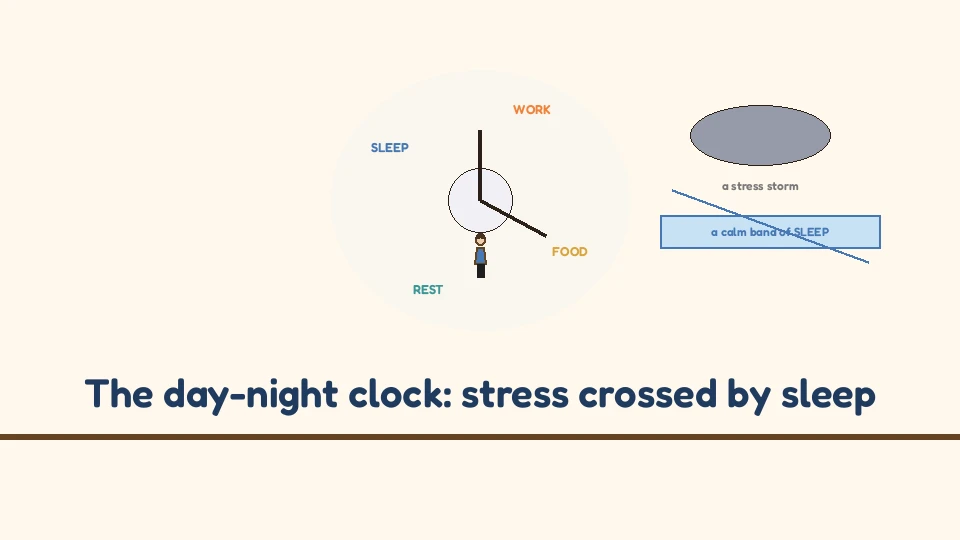 WORK
SLEEP
a stress storm
a calm band of SLEEP
FOOD
REST
The day-night clock: stress crossed by sleep